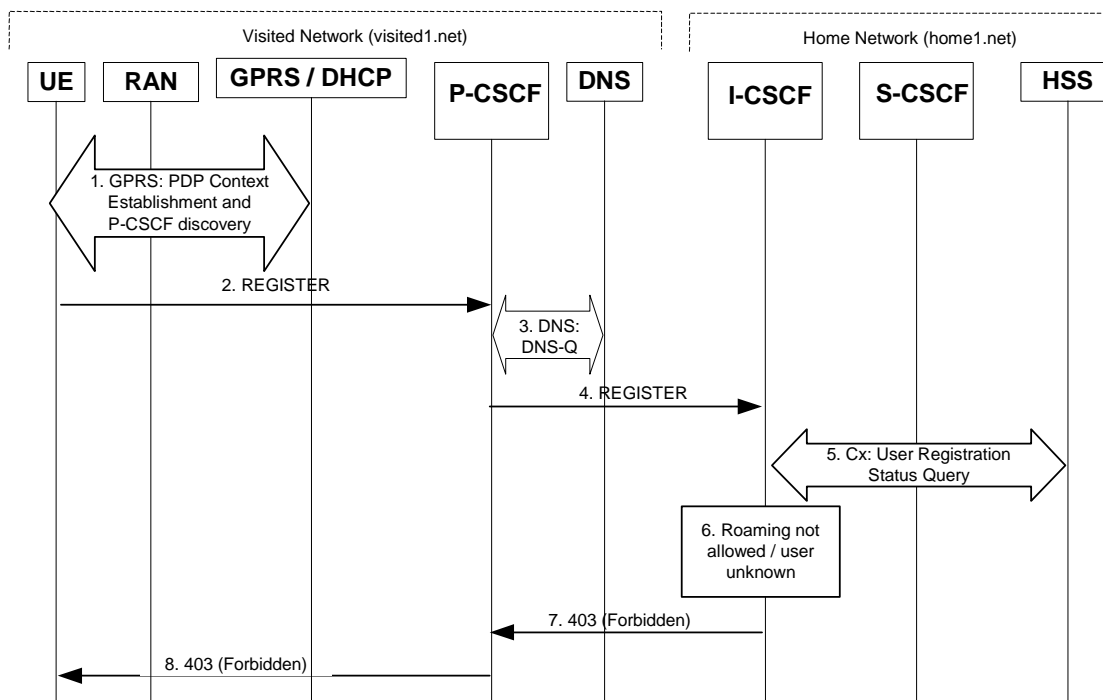 Visited Network (visited1.net)
Home Network (home1.net)
UE
RAN
GPRS / DHCP
P-CSCF
DNS
I-CSCF
S-CSCF
HSS
1. GPRS: PDP Context
Establishment and
P-CSCF discovery
2. REGISTER
3. DNS:
DNS-Q
4. REGISTER
5. Cx: User Registration
Status Query
6. Roaming not
allowed / user
unknown
7. 403 (Forbidden)
8. 403 (Forbidden)